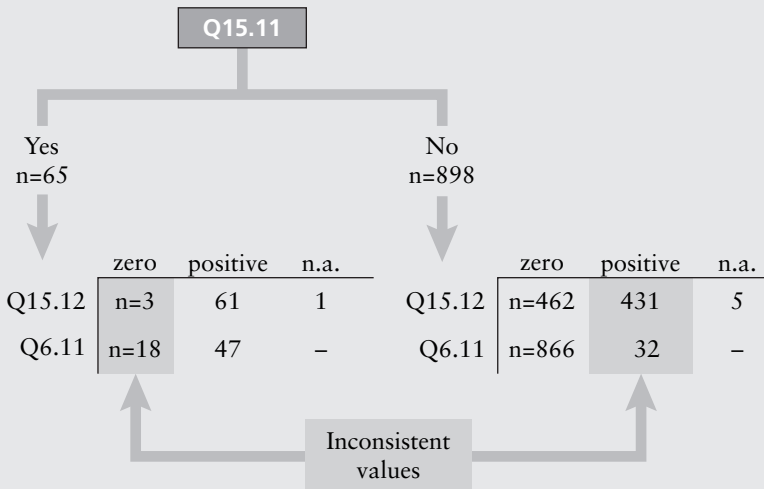 Q15.11
Yes
n=65
No
n=898
zero positive n.a.
Q15.12 n=3 61 1
Q6.11 n=18 47 –
zero positive n.a.
Q15.12 n=462 431 5
Q6.11 n=866 32 –
Inconsistent
values